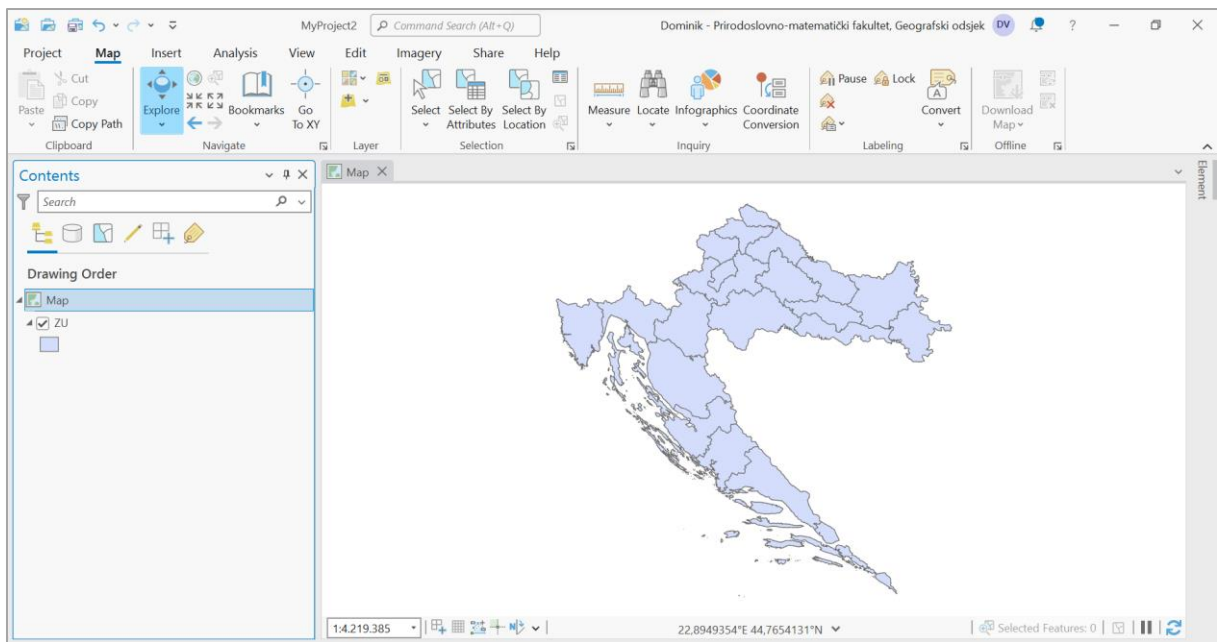 MyProject2 Command Search (Alt+Q) Dominik - Prirodoslovno-matematički fakultet, Geografski odsjek DV ?
Project Map Insert Analysis View Edit Imagery Share Help
Paste Cut Copy Copy Path
Clipboard
Explore Bookmarks Go To XY
Navigate
Layer
Select Select By Attributes Select By Location
Selection
Measure Locate Infographics Coordinate Conversion
Inquiry
Pause Lock Convert
Labeling
Download Map
Offline
Contents
Search
Drawing Order
Map
ZU
Map
Element
1:4.219.385 22,8949354°E 44,7654131°N Selected Features: 0